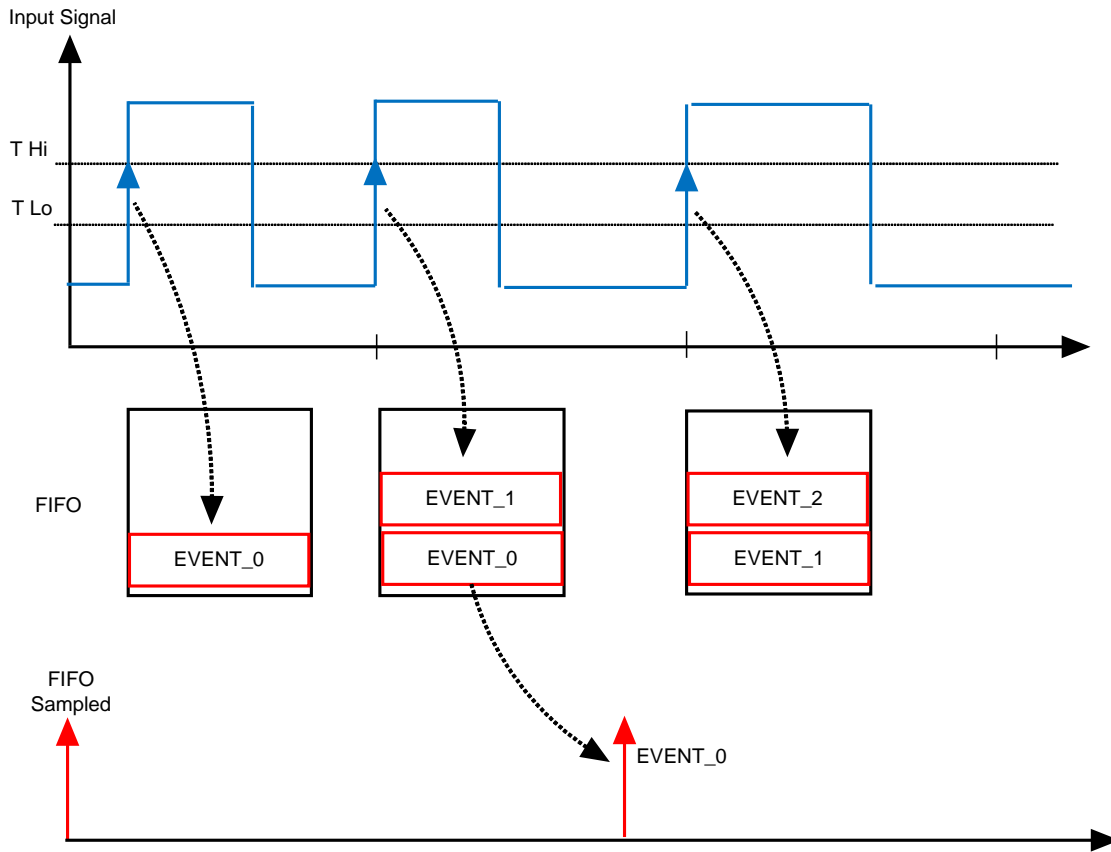 Input Signal
T Hi
T Lo
FIFO
EVENT_0
EVENT_1
EVENT_0
EVENT_2
EVENT_1
FIFO
Sampled
EVENT_0